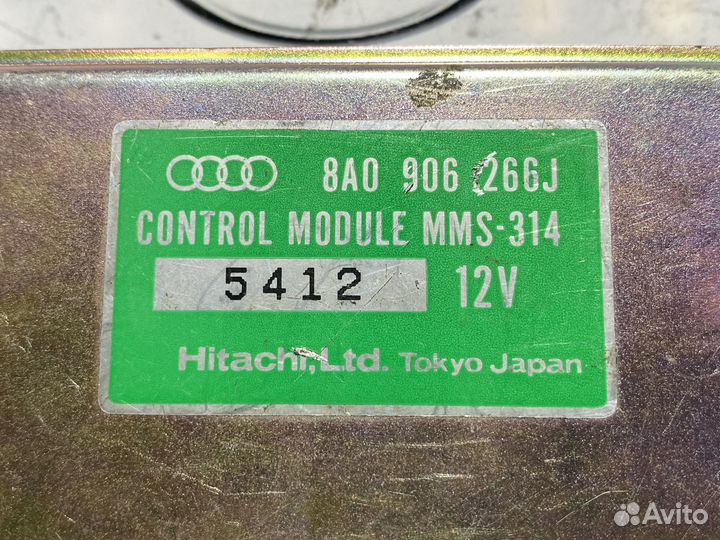 8A0 906 266J
CONTROL MODULE MMS-314
5412 12V
Hitachi, Ltd. Tokyo Japan
Avito